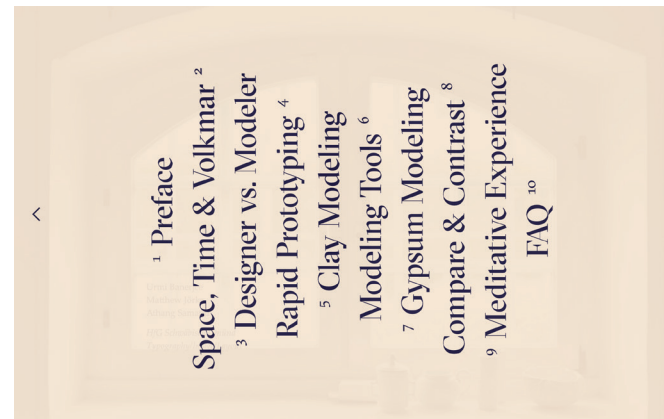 ¹ Preface
Space, Time & Volkmar ²
³ Designer vs. Modeler
Rapid Prototyping ⁴
⁵ Clay Modeling
Modeling Tools ⁶
⁷ Gypsum Modeling
Compare & Contrast ⁸
⁹ Meditative Experience
FAQ ¹⁰